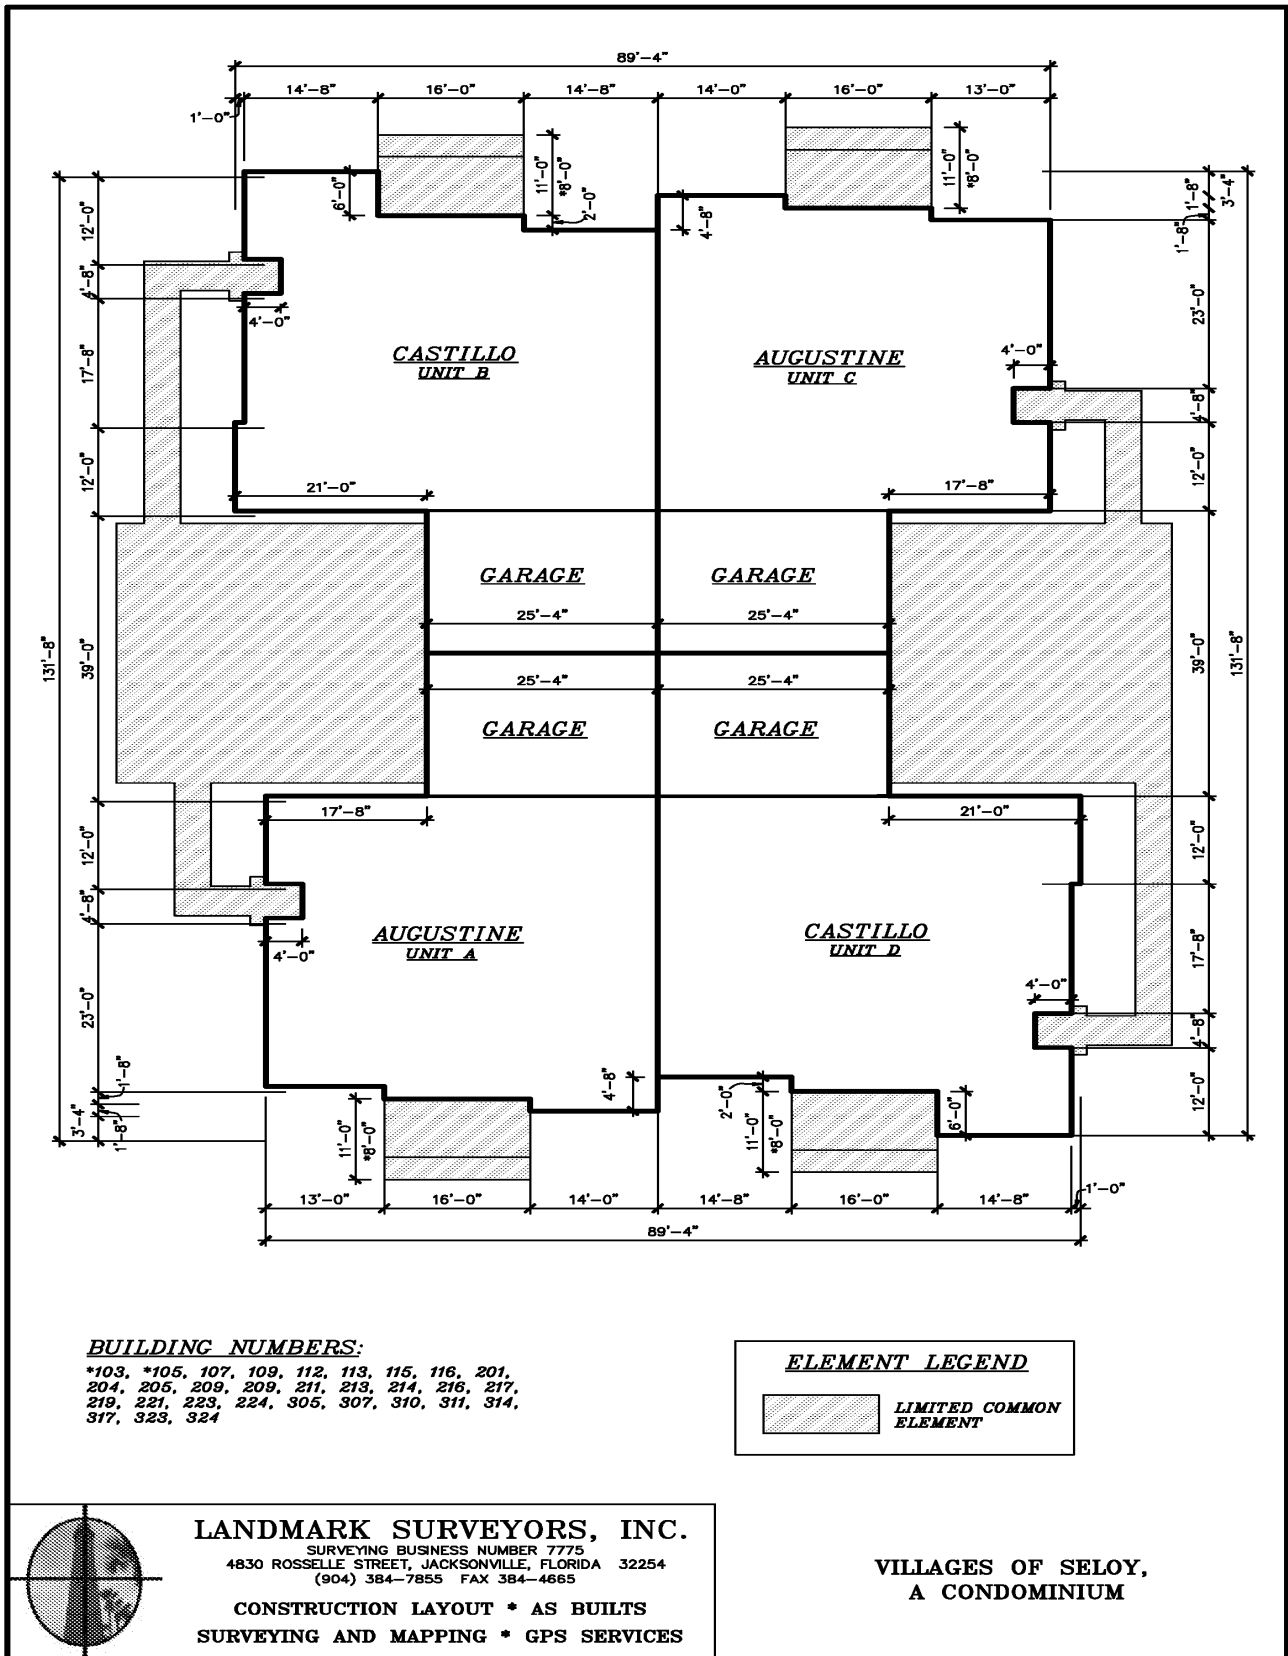 89'-4"
14'-8" 16'-0" 14'-8" 14'-0" 16'-0" 13'-0"
1'-0"
6'-0" 11'-0" *8'-0" 2'-0" 4'-8" 11'-0" *8'-0" 1'-8" 3'-4"
1'-8"
12'-0"
4'-8"
4'-0"
23'-0"
17'-8"
CASTILLO
UNIT B
AUGUSTINE
UNIT C
4'-0"
4'-8"
12'-0"
12'-0"
21'-0" 17'-8"
GARAGE GARAGE
25'-4" 25'-4"
131'-8" 39'-0" 39'-0" 131'-8"
25'-4" 25'-4"
GARAGE GARAGE
17'-8" 21'-0"
12'-0" 12'-0"
4'-8"
AUGUSTINE
UNIT A
CASTILLO
UNIT D
4'-0"
17'-8"
4'-0"
23'-0"
4'-8"
1'-8"
4'-8" 2'-0" 6'-0" 12'-0"
3'-4" 1'-8" 11'-0" *8'-0" 11'-0" *8'-0"
13'-0" 16'-0" 14'-0" 14'-8" 16'-0" 14'-8" 1'-0"
89'-4"
BUILDING NUMBERS:
*103, *105, 107, 109, 112, 113, 115, 116, 201,
204, 205, 209, 209, 211, 213, 214, 216, 217,
219, 221, 223, 224, 305, 307, 310, 311, 314,
317, 323, 324
ELEMENT LEGEND
LIMITED COMMON
ELEMENT
LANDMARK SURVEYORS, INC.
SURVEYING BUSINESS NUMBER 7775
4830 ROSSELLE STREET, JACKSONVILLE, FLORIDA 32254
(904) 384-7855 FAX 384-4665
CONSTRUCTION LAYOUT * AS BUILTS
SURVEYING AND MAPPING * GPS SERVICES
VILLAGES OF SELOY,
A CONDOMINIUM